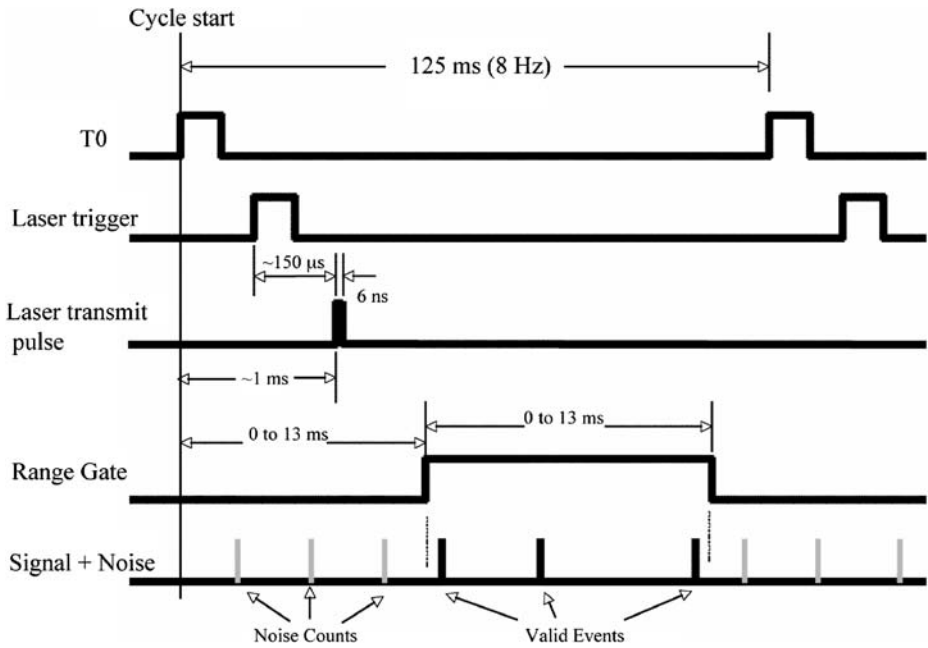 Cycle start
125 ms (8 Hz)
T0
Laser trigger
~150 µs
6 ns
Laser transmit
pulse
~1 ms
0 to 13 ms
0 to 13 ms
Range Gate
Signal + Noise
Noise Counts
Valid Events